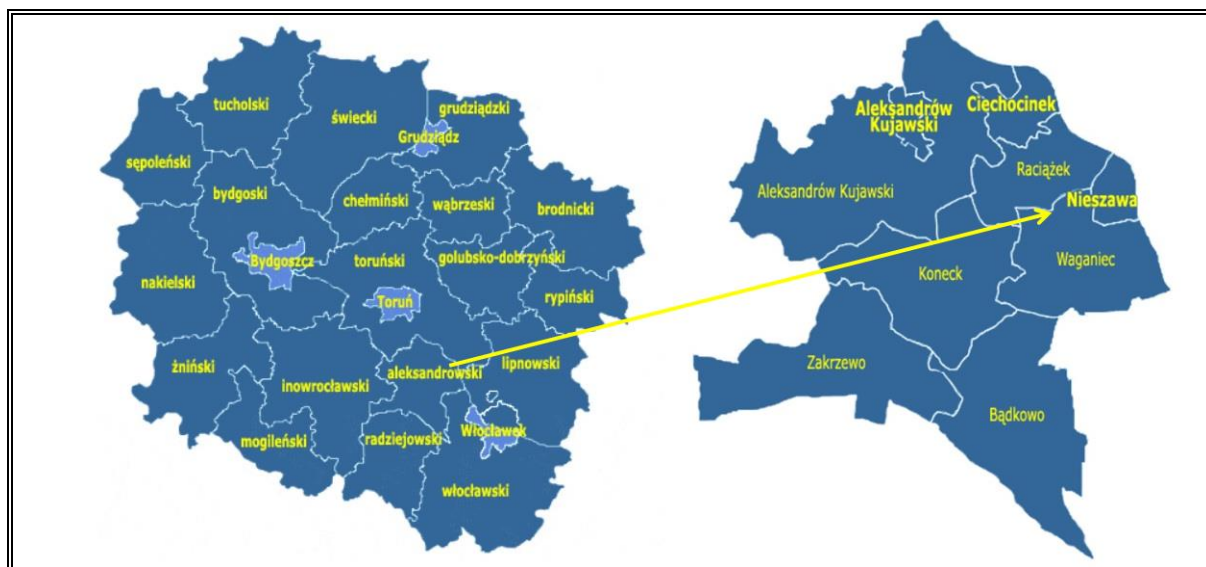 tucholski
świecki
grudziądzki
Grudziądz
sępoleński
bydgoski
chełmiński
wąbrzeski
brodnicki
Bydgoszcz
toruński
golubsko-dobrzyński
nakielski
Toruń
rypiński
żniński
inowrocławski
aleksandrowski
lipnowski
mogileński
radziejowski
Włocławek
włocławski
Aleksandrów
Kujawski
Ciechocinek
Raciążek
Aleksandrów Kujawski
Nieszawa
Koneck
Waganiec
Zakrzewo
Bądkowo